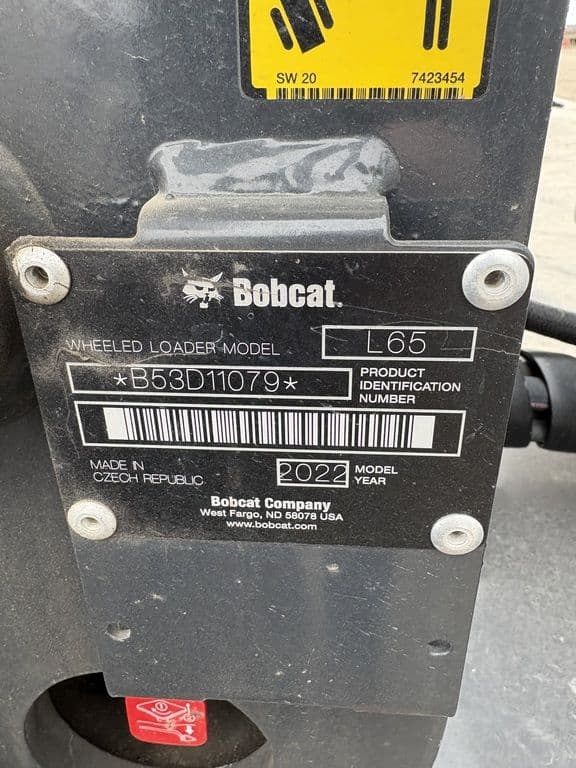 SW 20 7423454
Bobcat.
WHEELED LOADER MODEL L65
*B53D11079* PRODUCT
IDENTIFICATION
NUMBER
MADE IN
CZECH REPUBLIC
2022 MODEL
YEAR
Bobcat Company
West Fargo, ND 58078 USA
www.bobcat.com